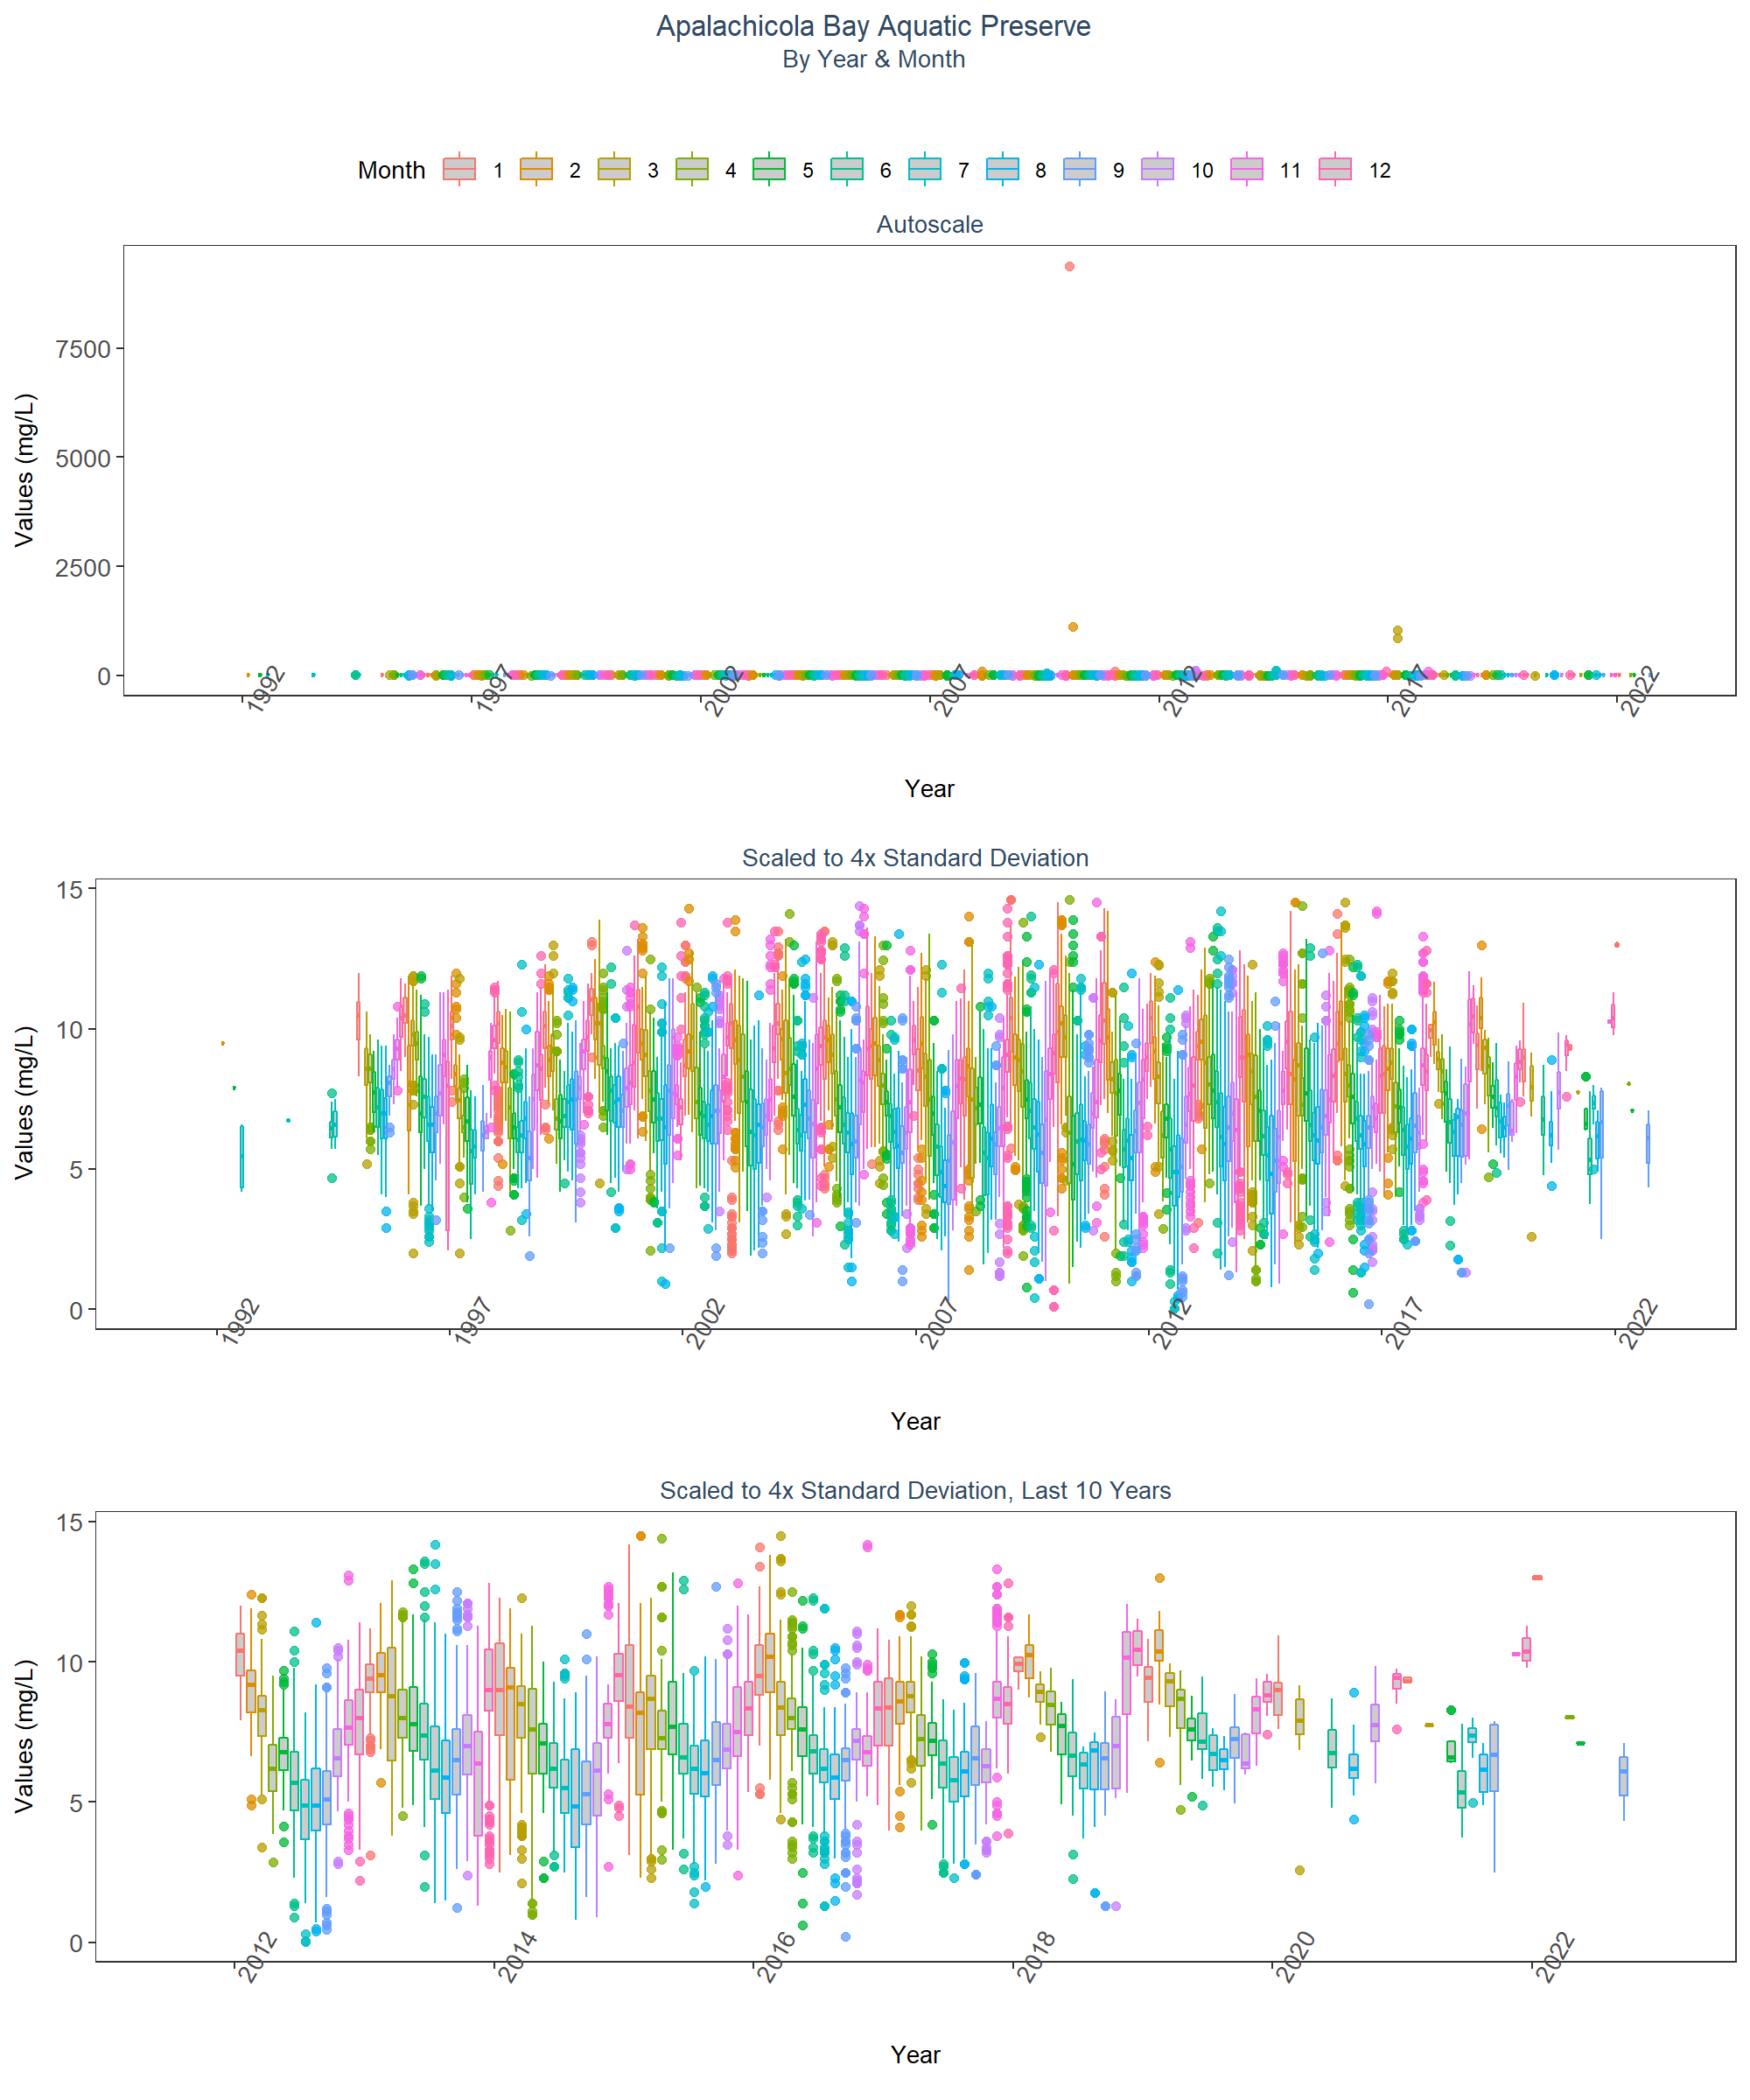 Apalachicola Bay Aquatic Preserve
By Year & Month
Month 1 2 3 4 5 6 7 8 9 10 11 12
Autoscale
Values (mg/L)
7500
5000
2500
0
1992 1997 2002 2007 2012 2017 2022
Year
Scaled to 4x Standard Deviation
Values (mg/L)
15
10
5
0
1992 1997 2002 2007 2012 2017 2022
Year
Scaled to 4x Standard Deviation, Last 10 Years
Values (mg/L)
15
10
5
0
2012 2014 2016 2018 2020 2022
Year